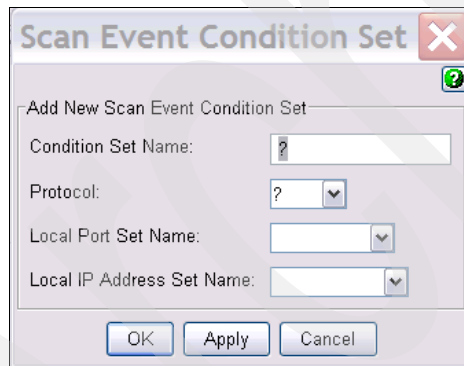 Scan Event Condition Set
Add New Scan Event Condition Set
Condition Set Name: ?
Protocol: ?
Local Port Set Name:
Local IP Address Set Name:
OK Apply Cancel